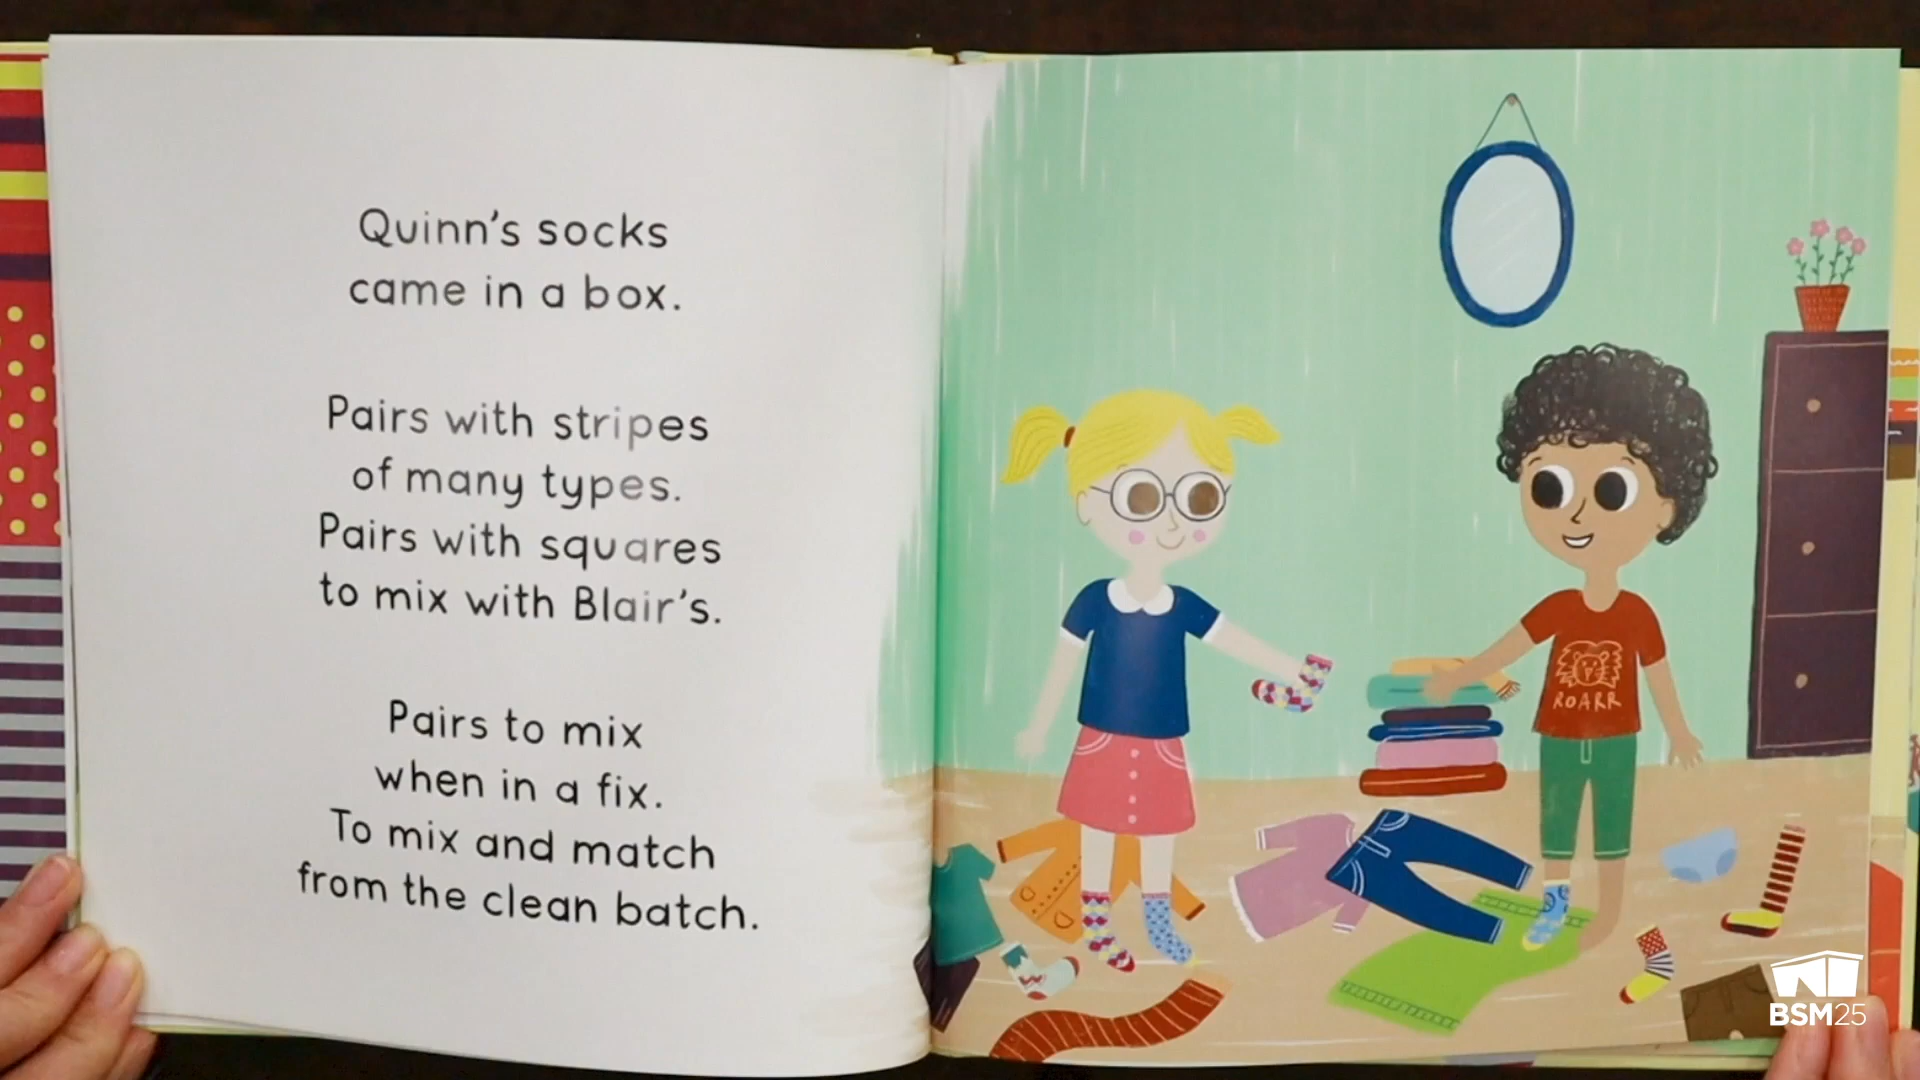 Quinn's socks
came in a box.
Pairs with stripes
of many types.
Pairs with squares
to mix with Blair's.
Pairs to mix
when in a fix.
To mix and match
from the clean batch.
ROARR
BSM25